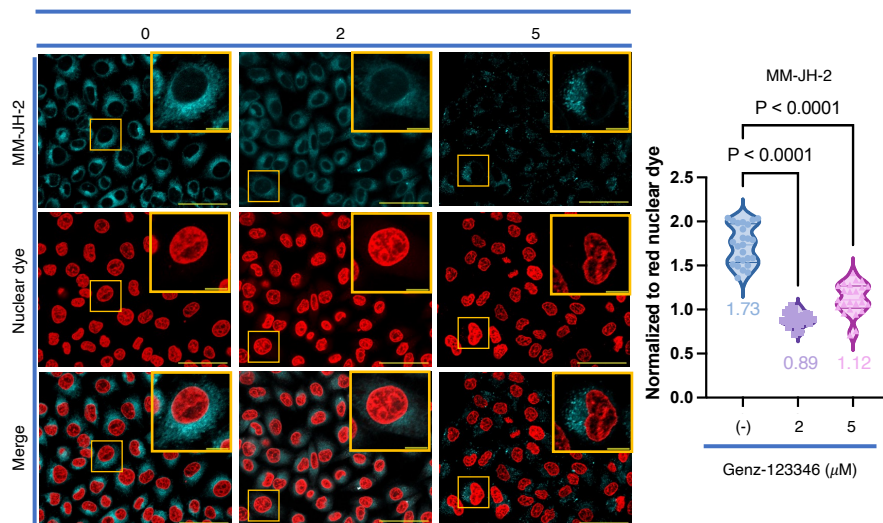 0 2 5
MM-JH-2
Nuclear dye
Merge
MM-JH-2
P < 0.0001
P < 0.0001
Normalized to red nuclear dye
2.5
2.0
1.5
1.0
0.5
0.0
1.73
0.89
1.12
(-) 2 5
Genz-123346 (μM)